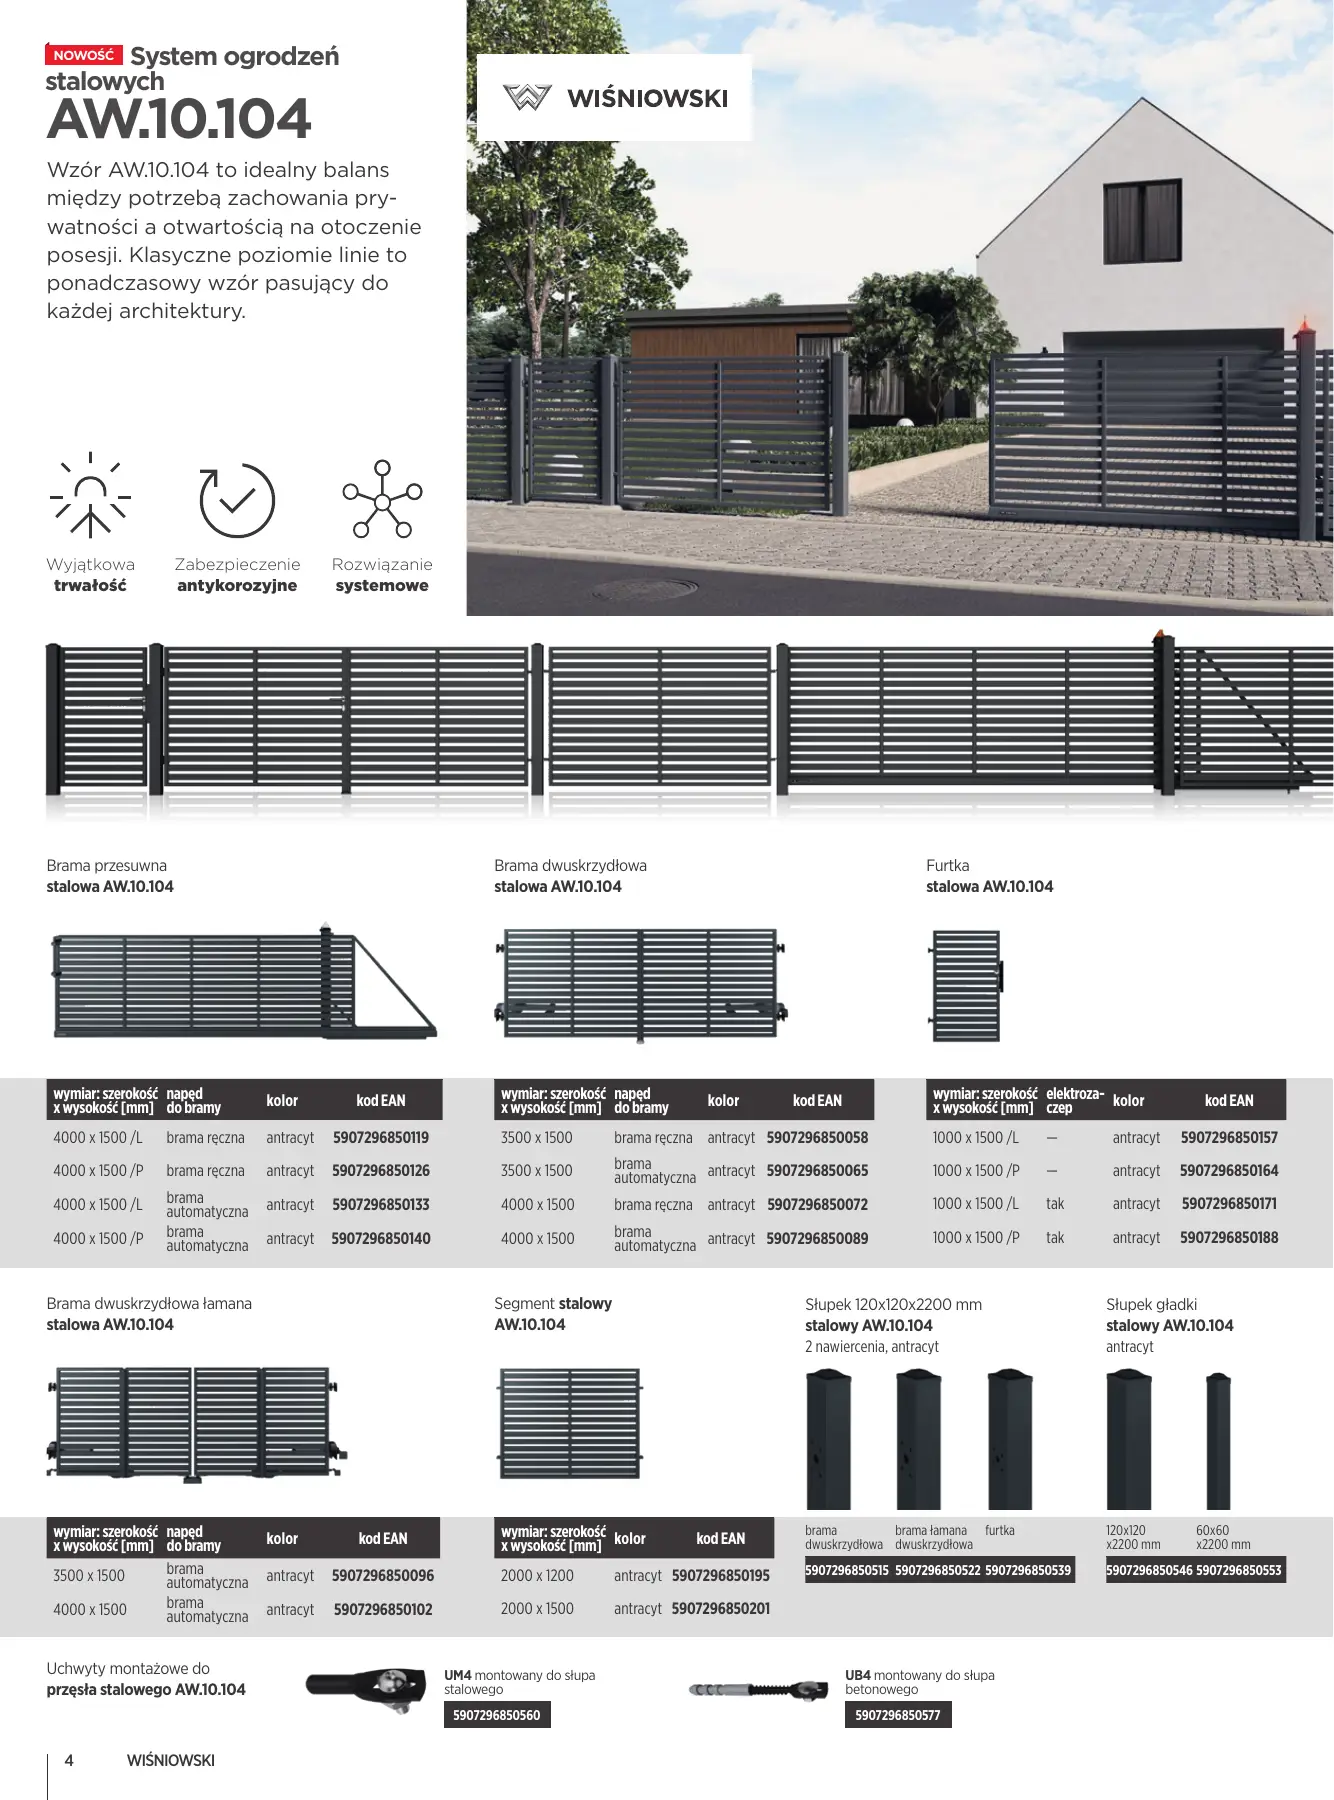 NOWOŚĆ System ogrodzeń
stalowych
AW.10.104
Wzór AW.10.104 to idealny balans
między potrzebą zachowania pry-
watności a otwartością na otoczenie
posesji. Klasyczne poziomie linie to
ponadczasowy wzór pasujący do
każdej architektury.
WIŚNIOWSKI
Wyjątkowa
trwałość
Zabezpieczenie
antykorozyjne
Rozwiązanie
systemowe
Brama przesuwna
stalowa AW.10.104
wymiar: szerokość napęd kolor kod EAN
x wysokość [mm] do bramy
4000 x 1500 /L brama ręczna antracyt 5907296850119
4000 x 1500 /P brama ręczna antracyt 5907296850126
4000 x 1500 /L brama automatyczna antracyt 5907296850133
4000 x 1500 /P brama automatyczna antracyt 5907296850140
Brama dwuskrzydłowa
stalowa AW.10.104
wymiar: szerokość napęd kolor kod EAN
x wysokość [mm] do bramy
3500 x 1500 brama ręczna antracyt 5907296850058
3500 x 1500 brama automatyczna antracyt 5907296850065
4000 x 1500 brama ręczna antracyt 5907296850072
4000 x 1500 brama automatyczna antracyt 5907296850089
Furtka
stalowa AW.10.104
wymiar: szerokość elektroza- kolor kod EAN
x wysokość [mm] czep
1000 x 1500 /L — antracyt 5907296850157
1000 x 1500 /P — antracyt 5907296850164
1000 x 1500 /L tak antracyt 5907296850171
1000 x 1500 /P tak antracyt 5907296850188
Brama dwuskrzydłowa łamana
stalowa AW.10.104
wymiar: szerokość napęd kolor kod EAN
x wysokość [mm] do bramy
3500 x 1500 brama automatyczna antracyt 5907296850096
4000 x 1500 brama automatyczna antracyt 5907296850102
Segment stalowy
AW.10.104
wymiar: szerokość kolor kod EAN
x wysokość [mm]
2000 x 1200 antracyt 5907296850195
2000 x 1500 antracyt 5907296850201
Słupek 120x120x2200 mm
stalowy AW.10.104
2 nawiercenia, antracyt
brama
dwuskrzydłowa
5907296850515
brama łamana
dwuskrzydłowa
5907296850522
furtka
5907296850539
Słupek gładki
stalowy AW.10.104
antracyt
120x120
x2200 mm
5907296850546
60x60
x2200 mm
5907296850553
Uchwyty montażowe do
przęsła stalowego AW.10.104
UM4 montowany do słupa
stalowego
5907296850560
UB4 montowany do słupa
betonowego
5907296850577
4 WIŚNIOWSKI